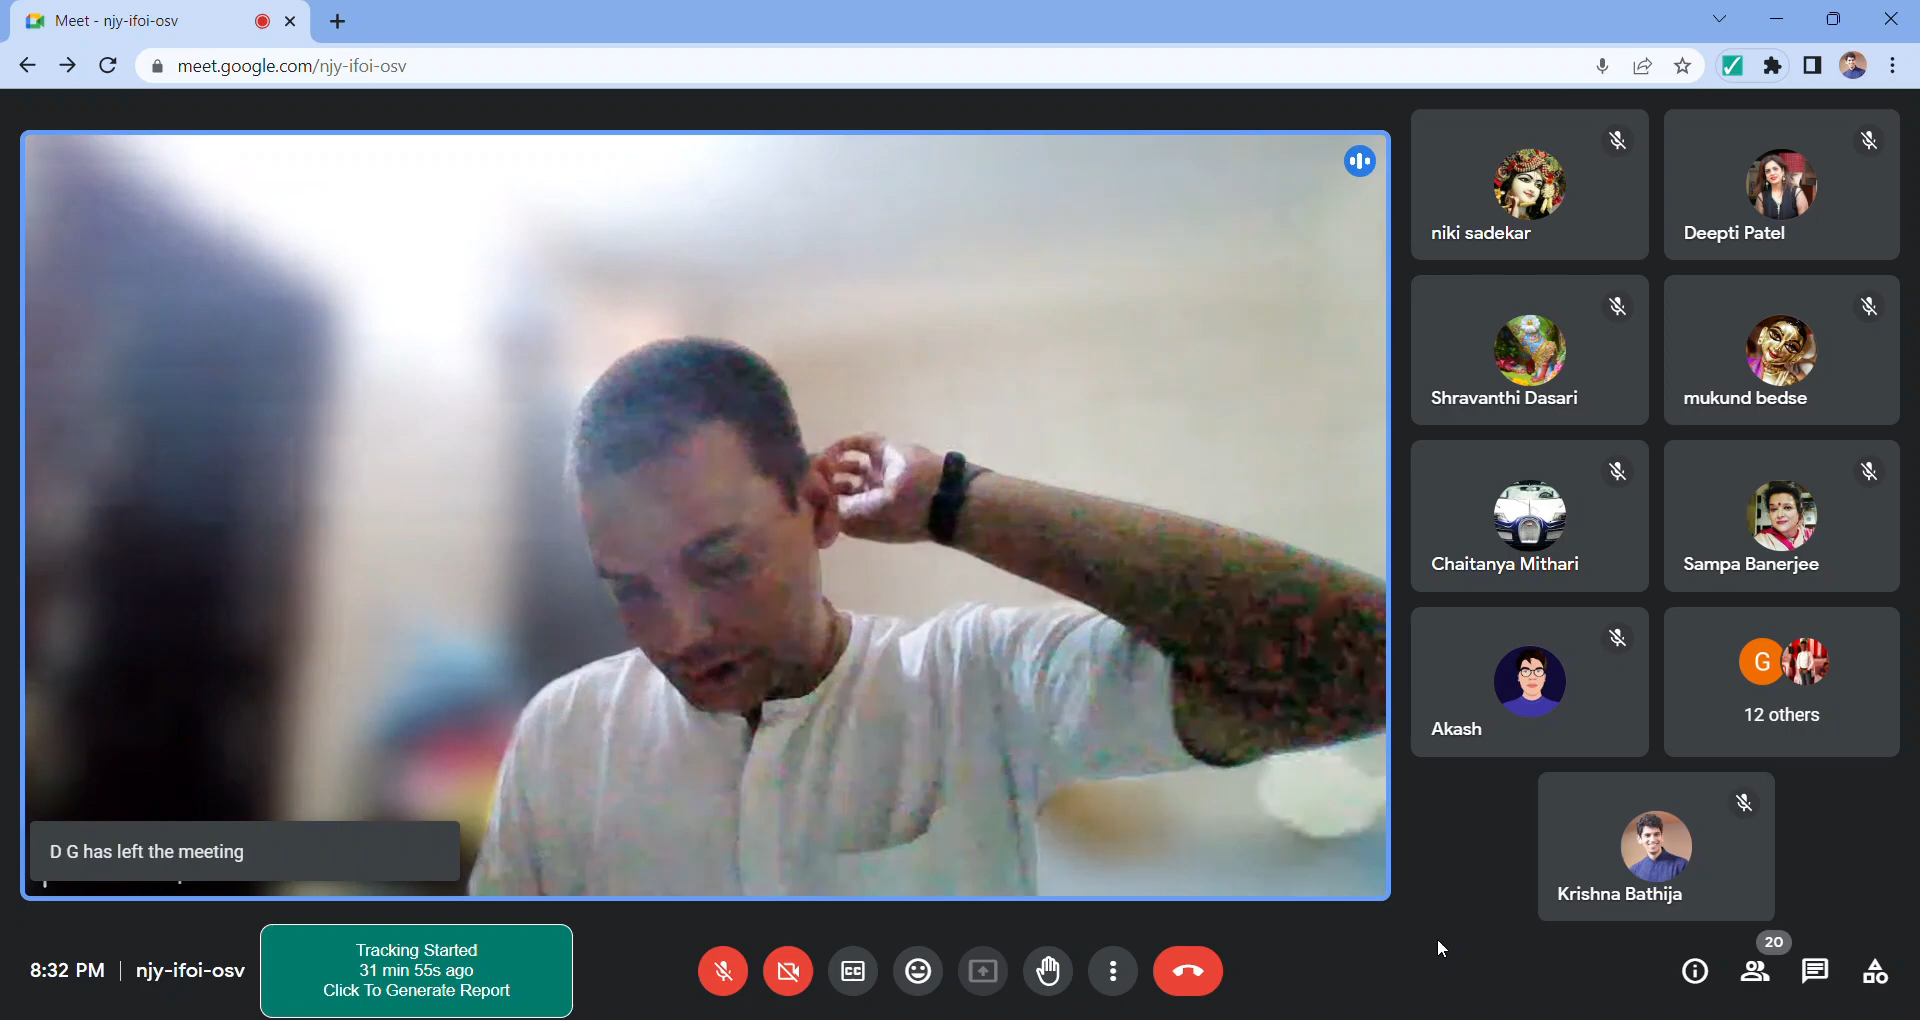 Meet - njy-ifoi-osv
meet.google.com/njy-ifoi-osv
niki sadekar
Deepti Patel
Shravanthi Dasari
mukund bedse
Chaitanya Mithari
Sampa Banerjee
Akash
G
12 others
Krishna Bathija
D G has left the meeting
8:32 PM
njy-ifoi-osv
Tracking Started
31 min 55s ago
Click To Generate Report
CC
20